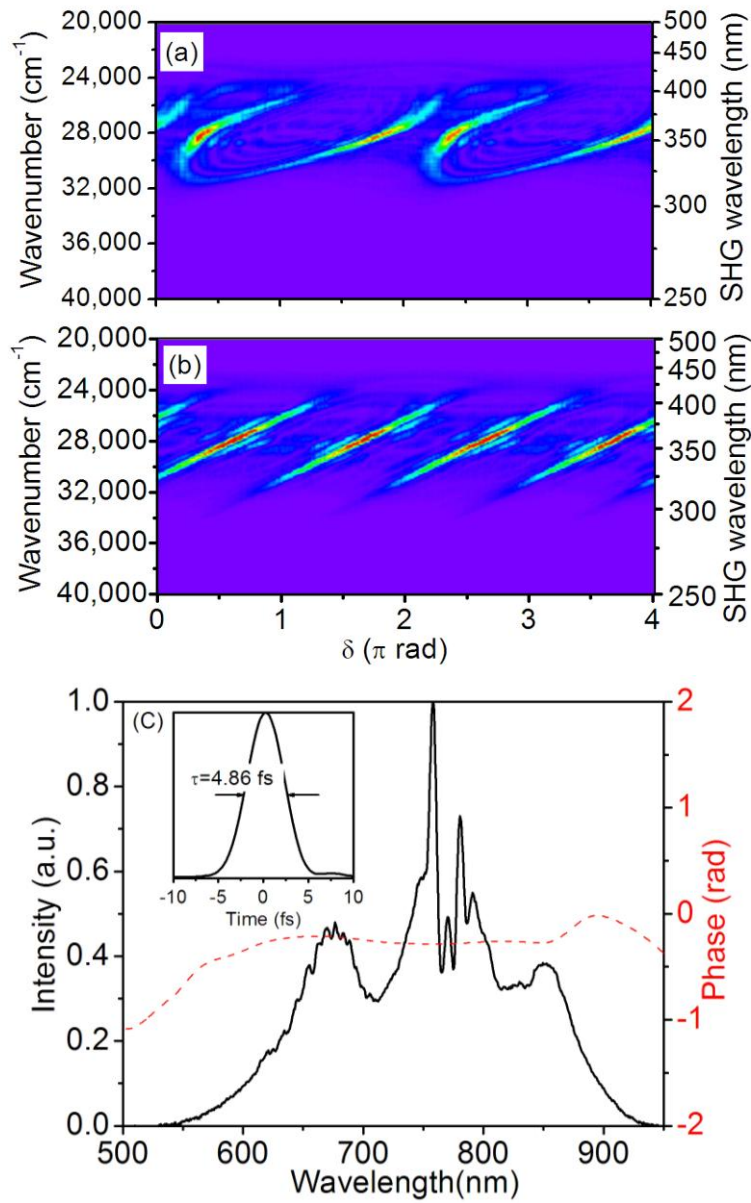 (a)
Wavenumber (cm⁻¹)
20,000
24,000
28,000
32,000
36,000
40,000
500
450
400
350
300
250
SHG wavelength (nm)
(b)
Wavenumber (cm⁻¹)
20,000
24,000
28,000
32,000
36,000
40,000
500
450
400
350
300
250
SHG wavelength (nm)
0 1 2 3 4
δ (π rad)
(C)
Intensity (a.u.)
1.0
0.8
0.6
0.4
0.2
0.0
τ=4.86 fs
-10 -5 0 5 10
Time (fs)
2
1
0
-1
-2
Phase (rad)
500 600 700 800 900
Wavelength(nm)